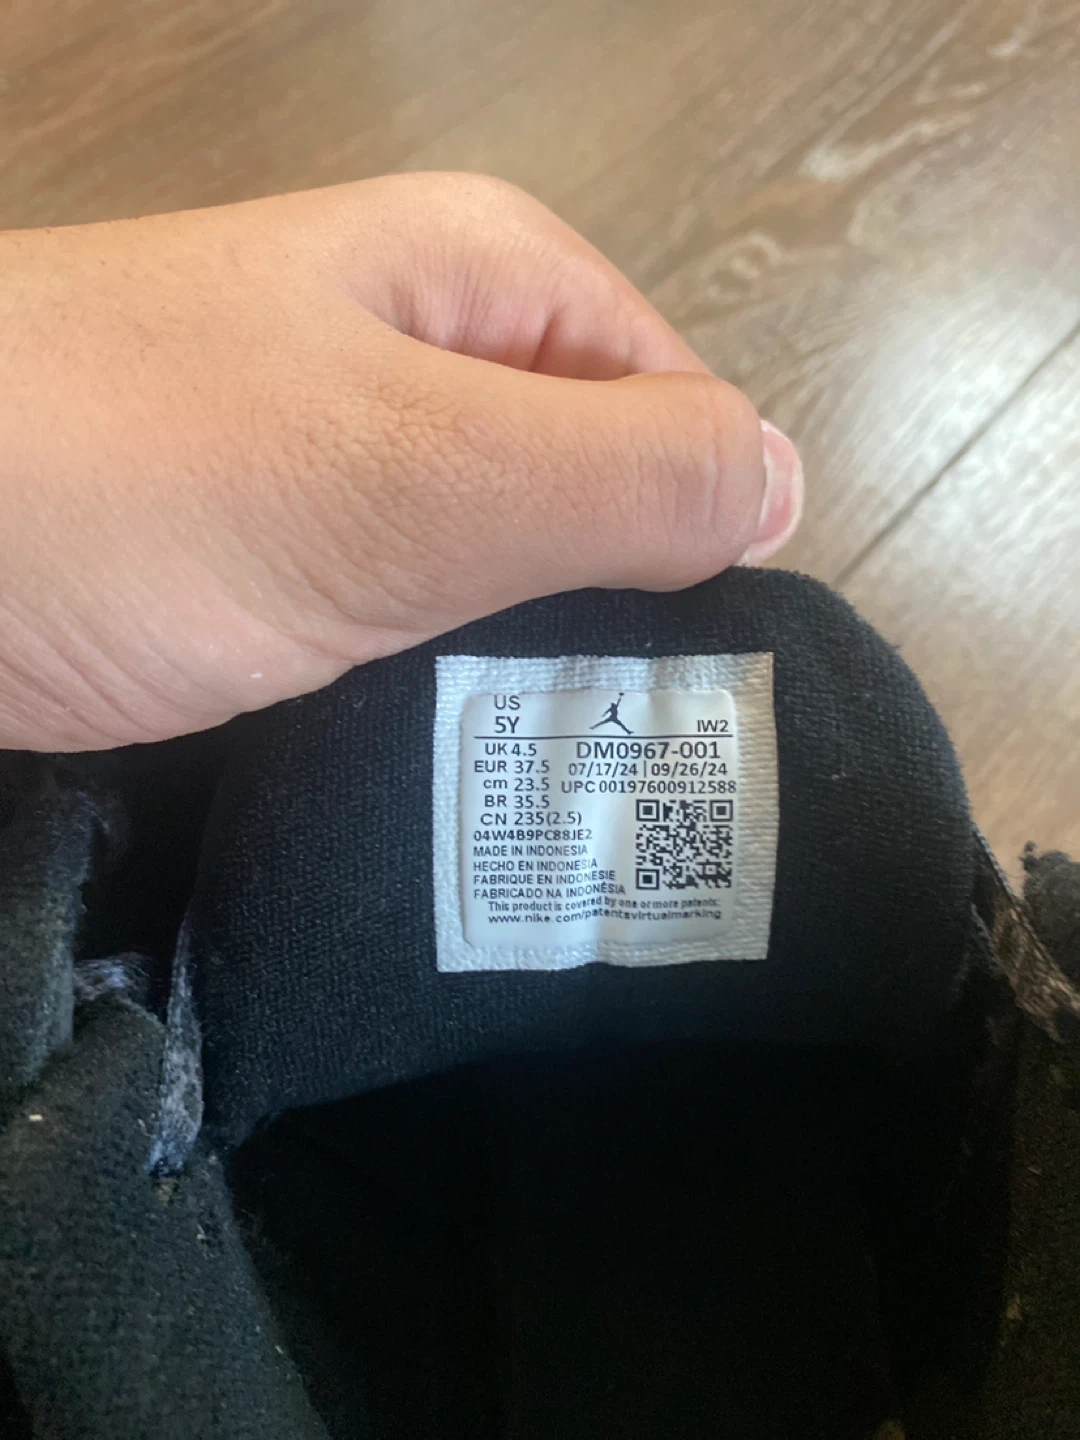 US
5Y
IW2
UK 4.5
DM0967-001
EUR 37.5
07/17/24 | 09/26/24
cm 23.5
UPC 00197600912588
BR 35.5
CN 235(2.5)
04W4B9PC88JE2
MADE IN INDONESIA
HECHO EN INDONESIA
FABRIQUE EN INDONESIE
FABRICADO NA INDONÉSIA
This product is covered by one or more patents:
www.nike.com/patentsvirtualmarking